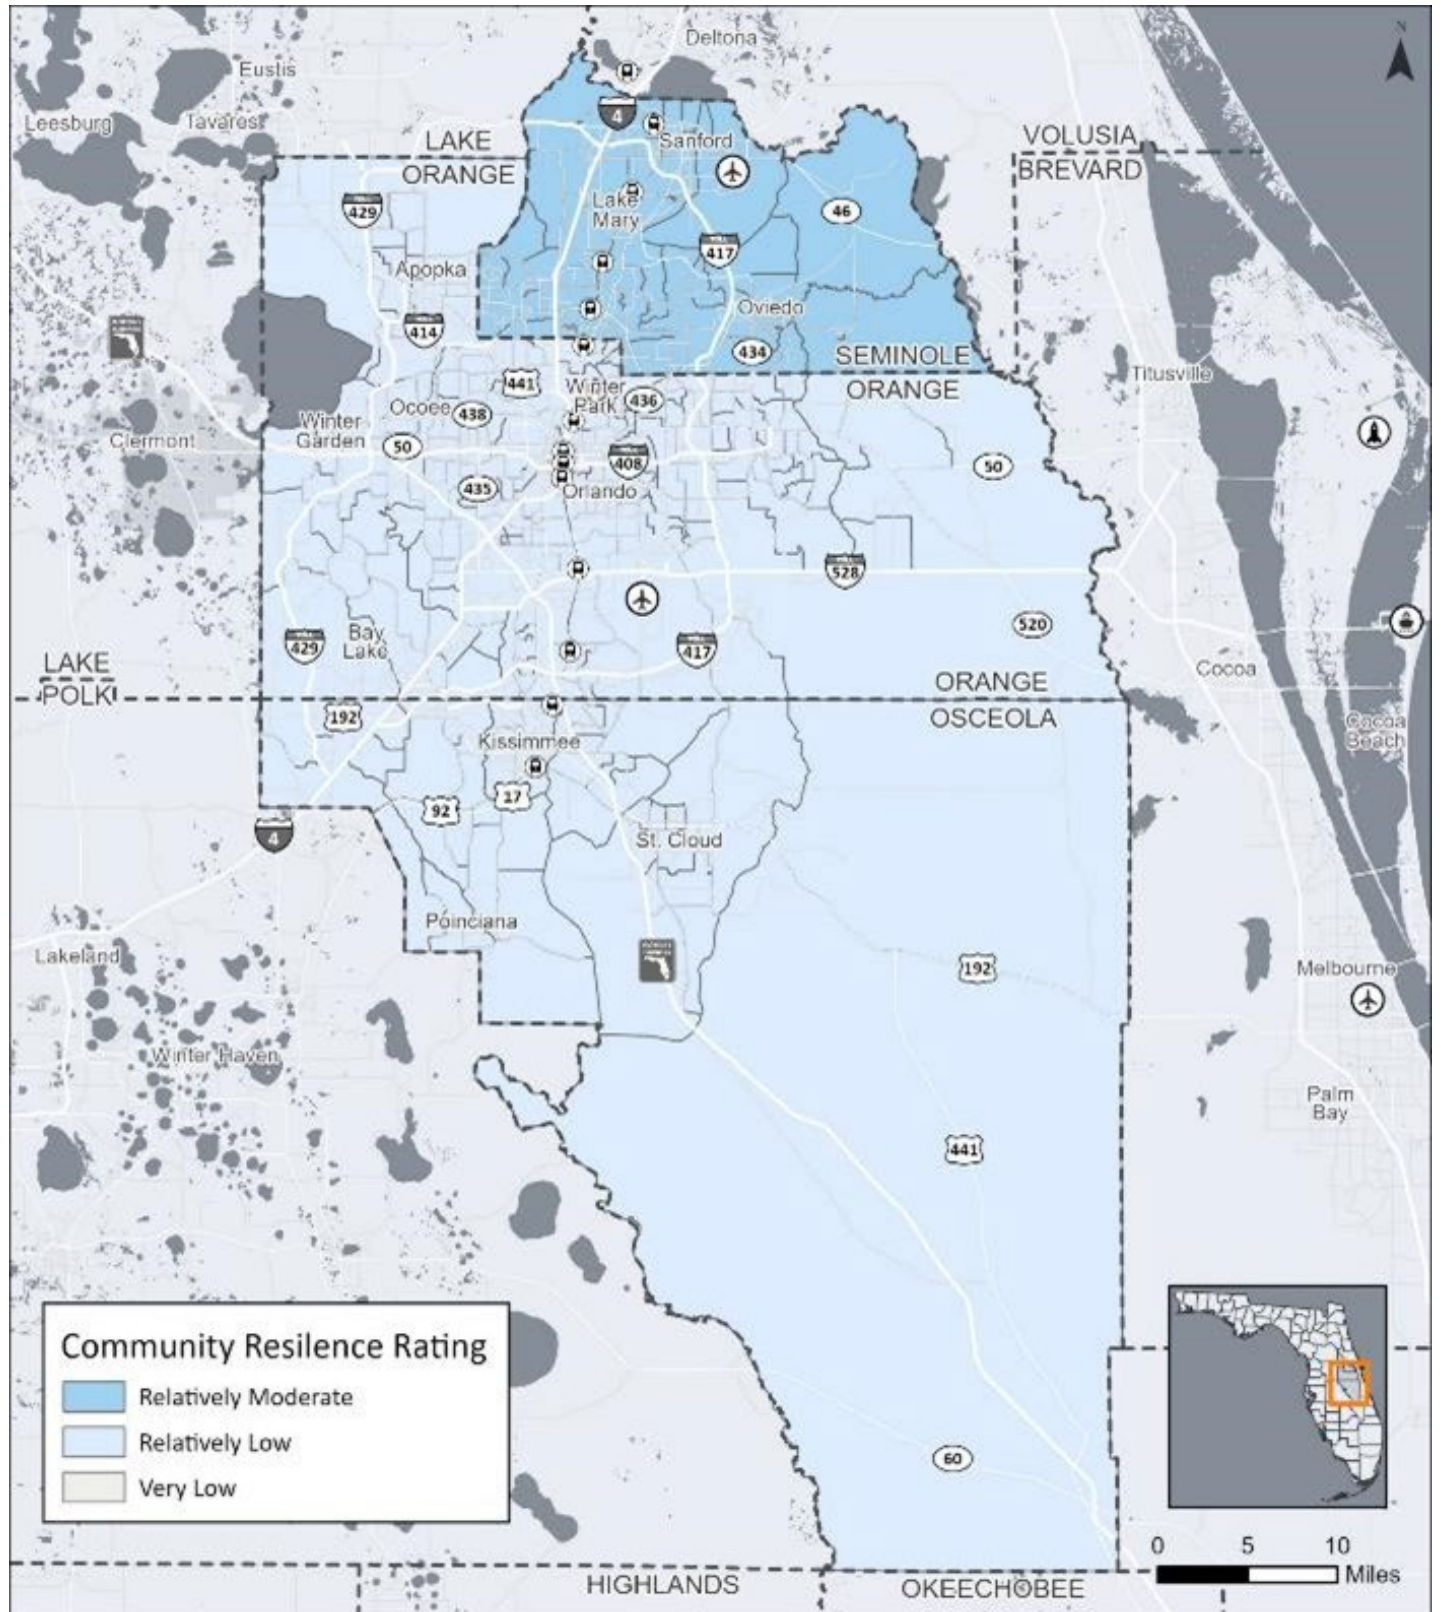 N
Deltona
Eustis
Leesburg
Tavares
4
Sanford
LAKE
ORANGE
VOLUSIA
BREVARD
429
Lake
Mary
46
417
Apopka
Oviedo
414
434
SEMINOLE
ORANGE
Titusville
441
Winter
Park
436
Ocoee
438
Winter
Garden
Clermont
50
408
50
435
Orlando
528
520
Bay
Lake
429
417
LAKE
POLK
Cocoa
ORANGE
OSCEOLA
192
Cocoa
Beach
Kissimmee
92
17
4
St. Cloud
Poinciana
Lakeland
192
Melbourne
Winter Haven
Palm
Bay
441
Community Resilence Rating
Relatively Moderate
Relatively Low
Very Low
60
0 5 10
Miles
HIGHLANDS
OKEECHOBEE